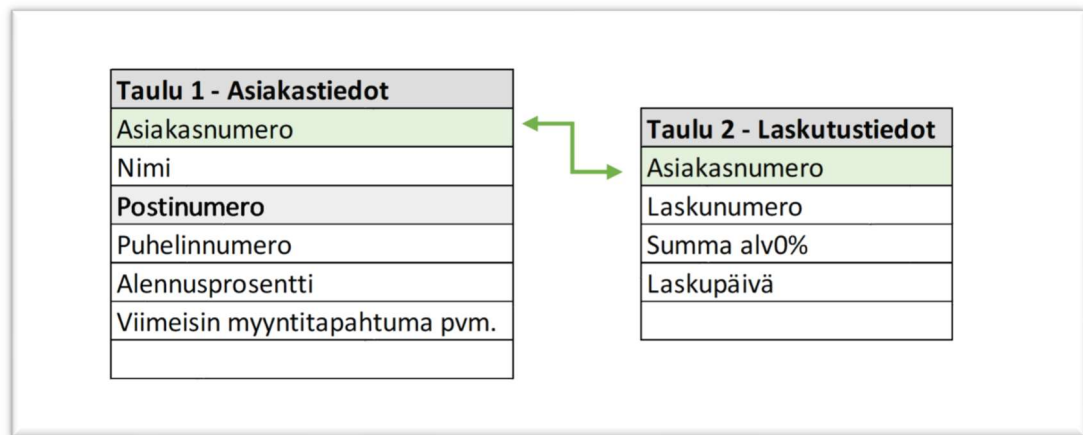 Taulu 1 - Asiakastiedot
Asiakasnumero
Nimi
Postinumero
Puhelinnumero
Alennusprosentti
Viimeisin myyntitapahtuma pvm.
Taulu 2 - Laskutustiedot
Asiakasnumero
Laskunumero
Summa alv0%
Laskupäivä